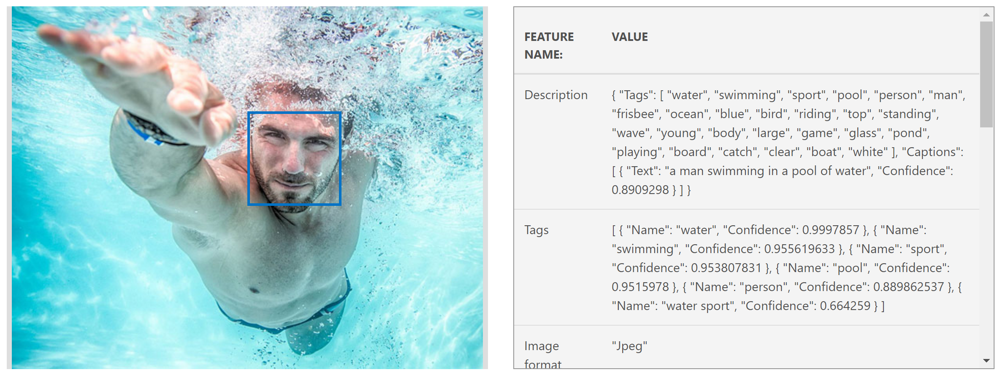 FEATURE
NAME:
VALUE
Description
{ "Tags": [ "water", "swimming", "sport", "pool", "person", "man",
"frisbee", "ocean", "blue", "bird", "riding", "top", "standing",
"wave", "young", "body", "large", "game", "glass", "pond",
"playing", "board", "catch", "clear", "boat", "white" ], "Captions":
[ { "Text": "a man swimming in a pool of water", "Confidence":
0.8909298 } ] }
Tags
[ { "Name": "water", "Confidence": 0.9997857 }, { "Name":
"swimming", "Confidence": 0.955619633 }, { "Name": "sport",
"Confidence": 0.953807831 }, { "Name": "pool", "Confidence":
0.9515978 }, { "Name": "person", "Confidence": 0.889862537 }, {
"Name": "water sport", "Confidence": 0.664259 } ]
Image
format
"Jpeg"